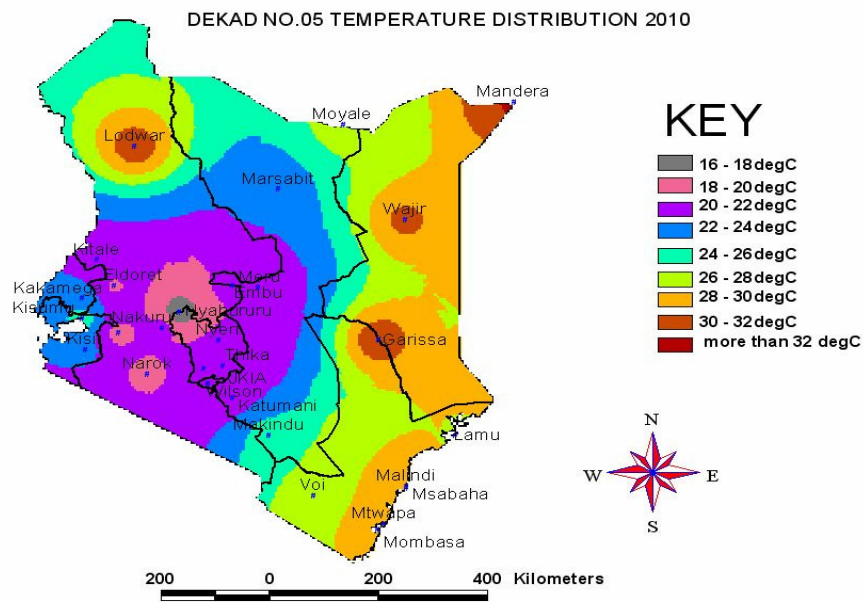 DEKAD NO.05 TEMPERATURE DISTRIBUTION 2010
Mandera
Moyale
Lodwar
Marsabit
Wajir
Kitale
Eldoret
Meru
Kakamega
Embu
Kisumu
Nyahururu
Nakuru
Nyeri
Garissa
Kisii
Narok
Thika
JKIA
Wilson
Katumani
Makindu
Lamu
Voi
Malindi
Msabaha
Mtwapa
Mombasa
KEY
16 - 18degC
18 - 20degC
20 - 22degC
22 - 24degC
24 - 26degC
26 - 28degC
28 - 30degC
30 - 32degC
more than 32 degC
N
W E
S
200 0 200 400 Kilometers